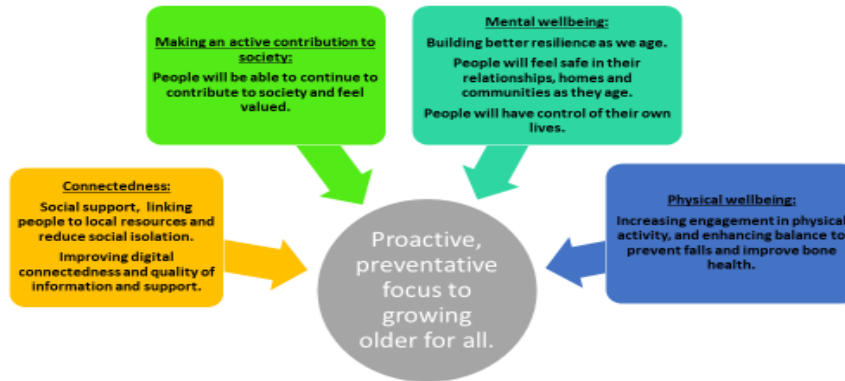 Making an active contribution to
society:
People will be able to continue to
contribute to society and feel
valued.
Mental wellbeing:
Building better resilience as we age.
People will feel safe in their
relationships, homes and
communities as they age.
People will have control of their own
lives.
Connectedness:
Social support, linking
people to local resources and
reduce social isolation.
Improving digital
connectedness and quality of
information and support.
Physical wellbeing:
Increasing engagement in physical
activity, and enhancing balance to
prevent falls and improve bone
health.
Proactive,
preventative
focus to
growing
older for all.